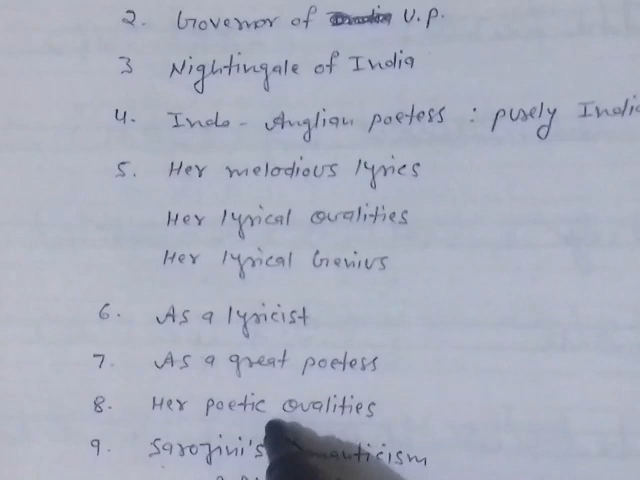 2. Governor of U.P.
3 Nightingale of India
4. Indo-Anglian poetess : purely India
5. Her melodious lyrics
Her lyrical Qualities
Her lyrical Genius
6. As a lyricist
7. As a great poetess
8. Her poetic Qualities
9. Sarojini's